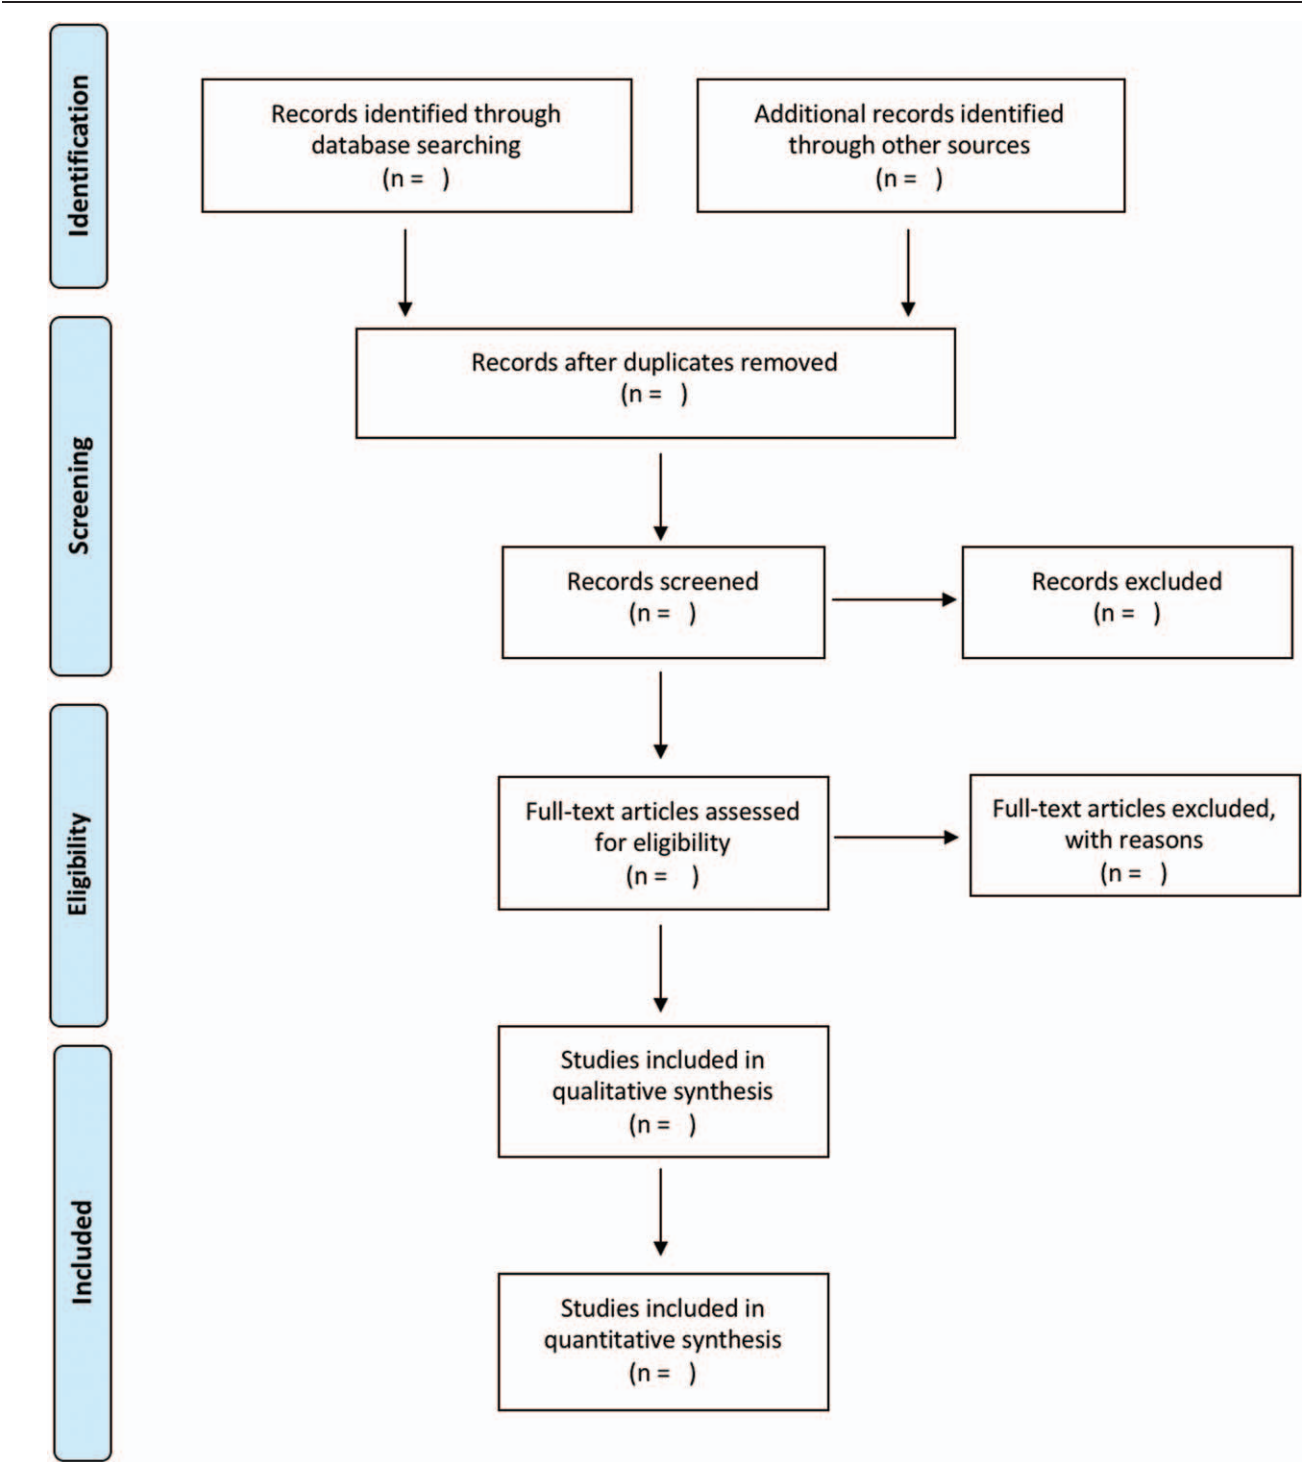 Identification
Records identified through
database searching
(n =   )
Additional records identified
through other sources
(n =   )
Screening
Records after duplicates removed
(n =   )
Records screened
(n =   )
Records excluded
(n =   )
Eligibility
Full-text articles assessed
for eligibility
(n =   )
Full-text articles excluded,
with reasons
(n =   )
Included
Studies included in
qualitative synthesis
(n =   )
Studies included in
quantitative synthesis
(n =   )